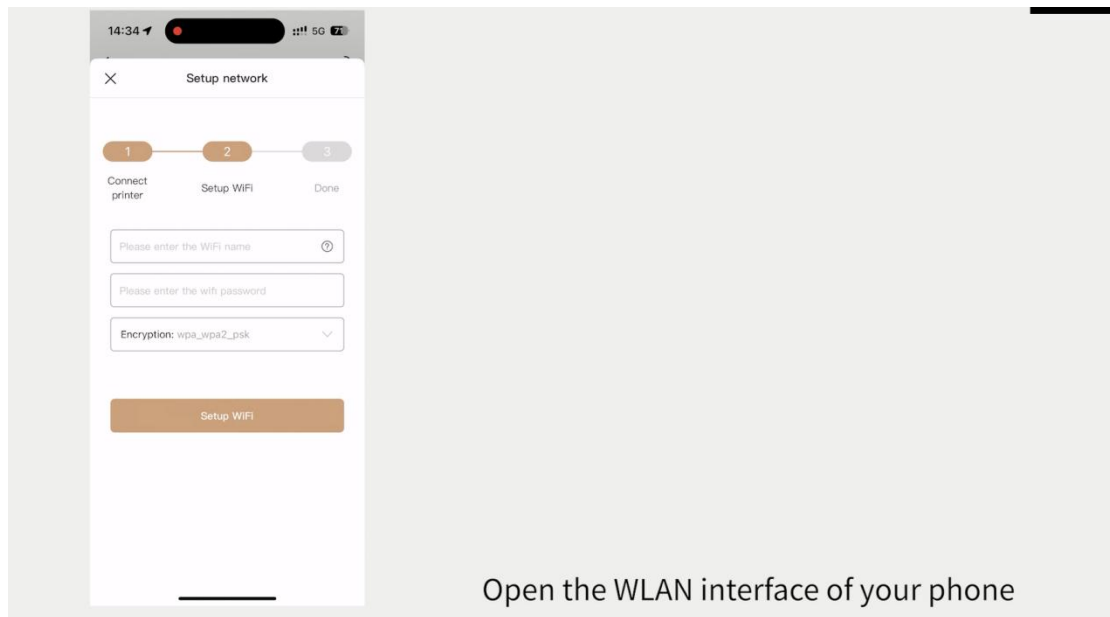 14:34
5G 71
Setup network
1
2
3
Connect
printer
Setup WiFi
Done
Please enter the WiFi name
Please enter the wifi password
Encryption: wpa_wpa2_psk
Setup WiFi
Open the WLAN interface of your phone